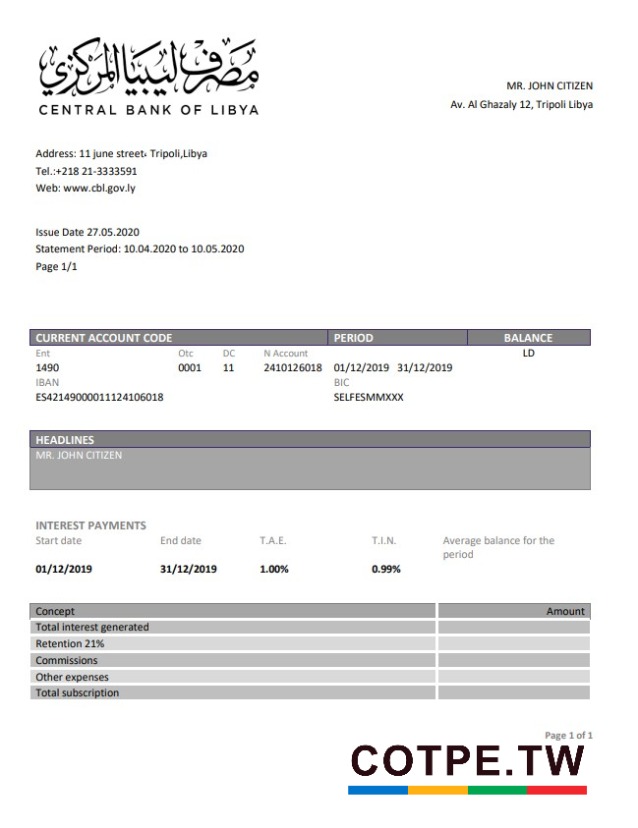 مصرف ليبيا المركزي
CENTRAL BANK OF LIBYA
MR. JOHN CITIZEN
Av. Al Ghazaly 12, Tripoli Libya
Address: 11 june street، Tripoli,Libya
Tel.:+218 21-3333591
Web: www.cbl.gov.ly
Issue Date 27.05.2020
Statement Period: 10.04.2020 to 10.05.2020
Page 1/1
CURRENT ACCOUNT CODE PERIOD BALANCE
Ent Otc DC N Account LD
1490 0001 11 2410126018 01/12/2019 31/12/2019
IBAN BIC
ES42149000011124106018 SELFESMMXXX
HEADLINES
MR. JOHN CITIZEN
INTEREST PAYMENTS
Start date End date T.A.E. T.I.N. Average balance for the
period
01/12/2019 31/12/2019 1.00% 0.99%
Concept Amount
Total interest generated
Retention 21%
Commissions
Other expenses
Total subscription
Page 1 of 1
COTPE.TW